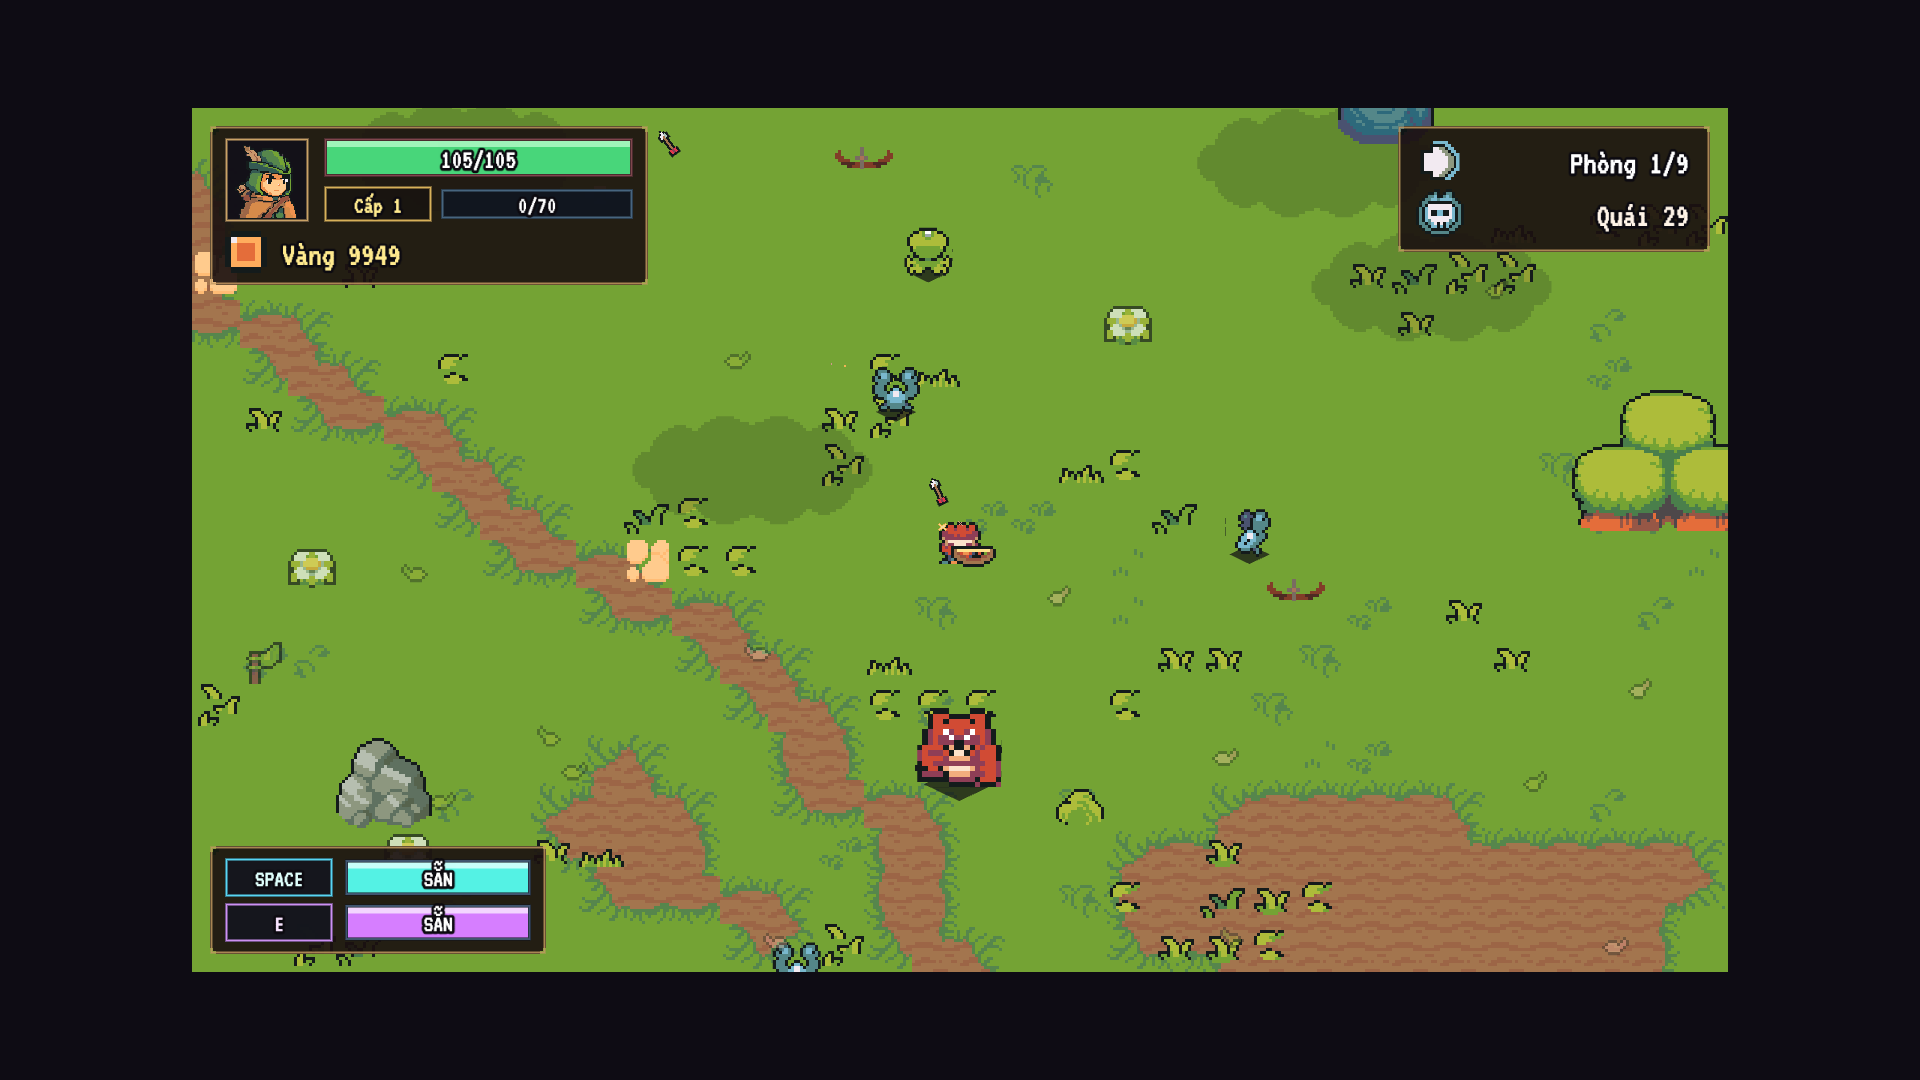 105/105
Cấp 1
0/70
Vàng 9949
Phòng 1/9
Quái 29
SPACE
SẴN
E
SẴN